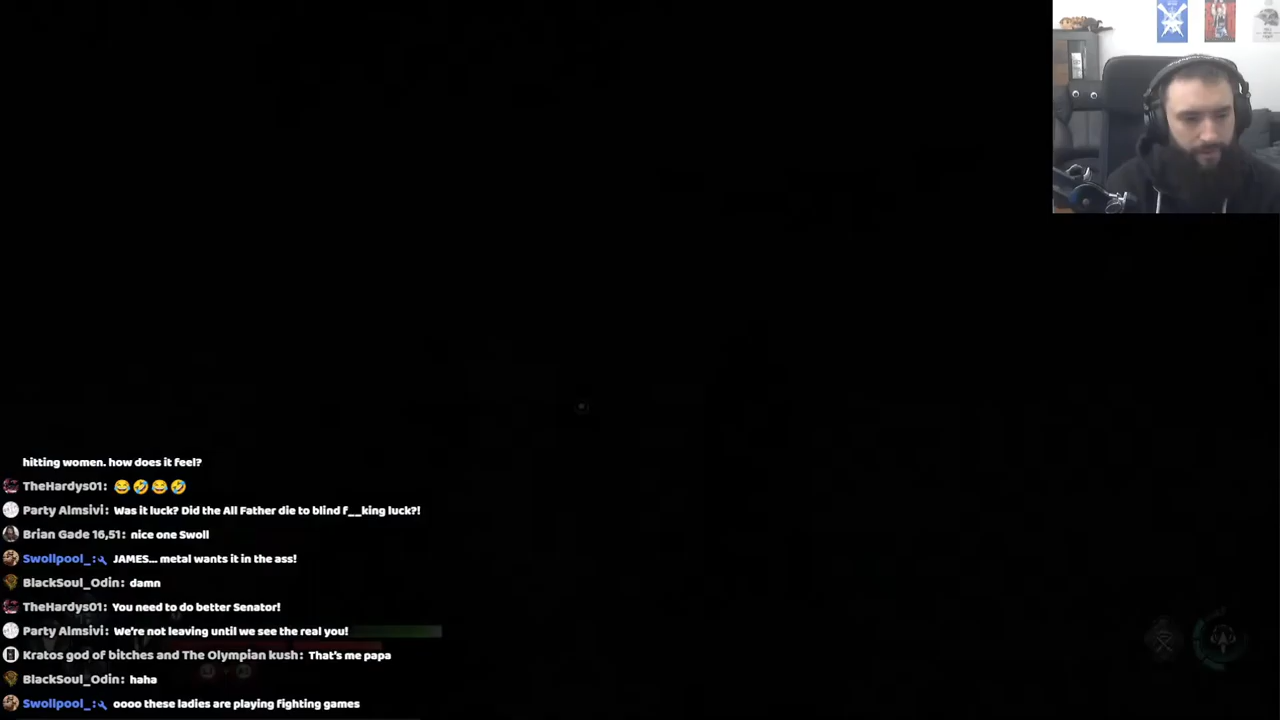 hitting women. how does it feel?
TheHardys01: 😂🤣😂🤣
Party Almsivi: Was it luck? Did the All Father die to blind f__king luck?!
Brian Gade 16,51: nice one Swoll
Swollpool_: JAMES... metal wants it in the ass!
BlackSoul_Odin: damn
TheHardys01: You need to do better Senator!
Party Almsivi: We're not leaving until we see the real you!
Kratos god of bitches and The Olympian kush: That's me papa
BlackSoul_Odin: haha
Swollpool_: oooo these ladies are playing fighting games